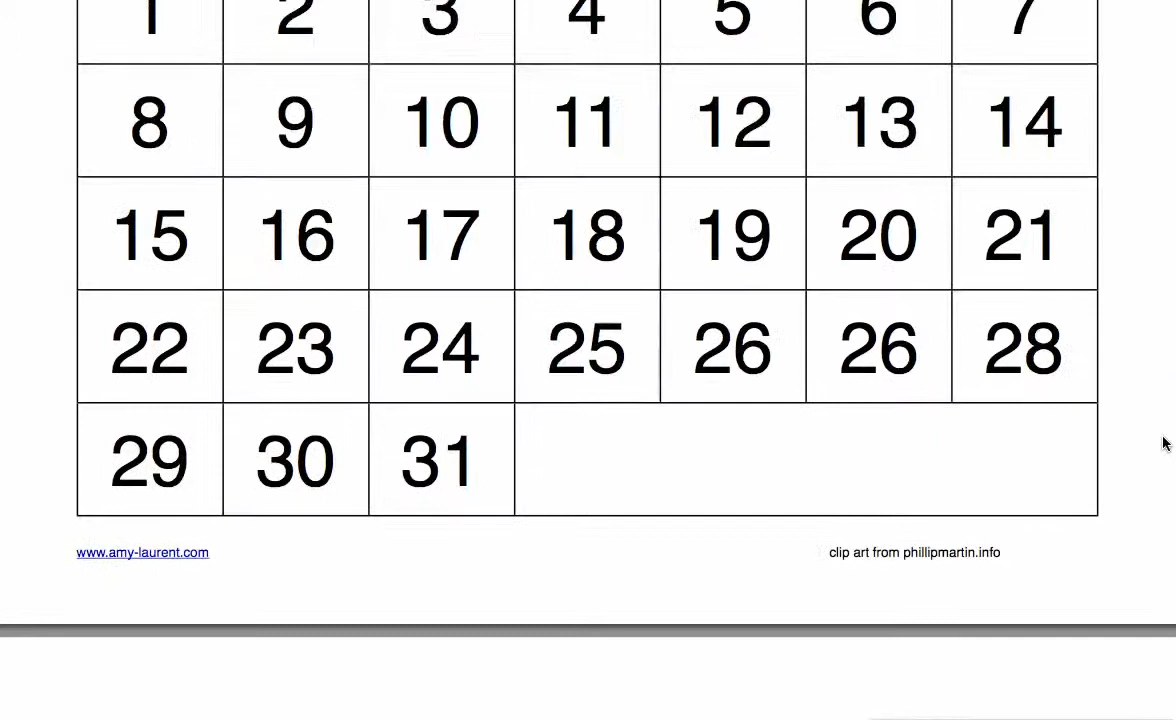 1 2 3 4 5 6 7
8 9 10 11 12 13 14
15 16 17 18 19 20 21
22 23 24 25 26 26 28
29 30 31
www.amy-laurent.com clip art from phillipmartin.info